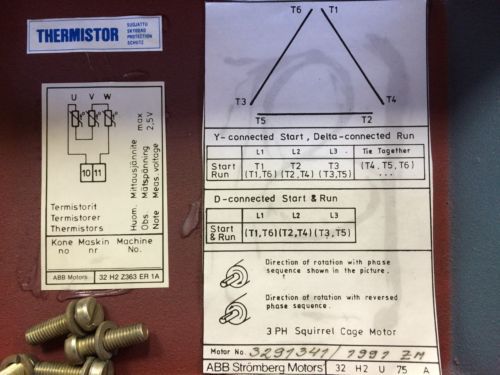 THERMISTOR
SUOJATTU
SKYDDAD
PROTECTION
SCHUTZ
U V W
10 11
Huom. Mittausjännite max
Obs. Mätspänning 2,5V
Note Meas. voltage
Termistorit
Termistorer
Thermistors
Kone Maskin Machine
no nr No.
ABB Motors 32 H2 Z363 ER 1A
T6 T1
T3 T4
T5 T2
Y-connected Start, Delta-connected Run
L1 L2 L3 Tie Together
Start T1 T2 T3 (T4, T5, T6)
Run (T1,T6) (T2,T4) (T3,T5) ...
D-connected Start & Run
L1 L2 L3
Start & Run (T1,T6) (T2,T4) (T3,T5)
Direction of rotation with phase
sequence shown in the picture.
Direction of rotation with reversed
phase sequence.
3 PH Squirrel Cage Motor
Motor No. 3291341/1991 ZM
ABB Strömberg Motors 32 H2 U 75 A